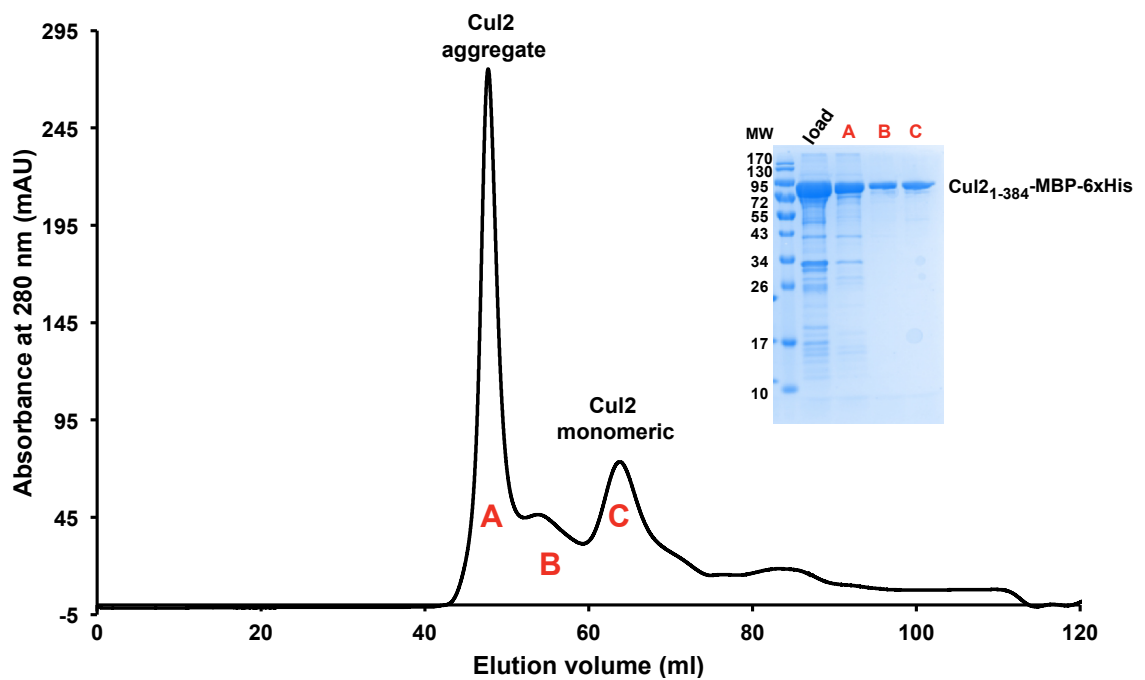 Absorbance at 280 nm (mAU)
295
245
195
145
95
45
-5
0
20
40
60
80
100
120
Elution volume (ml)
Cul2
aggregate
Cul2
monomeric
A
B
C
MW
load
A
B
C
170
130
95
72
55
43
34
26
17
10
Cul2₁₋₃₈₄-MBP-6xHis